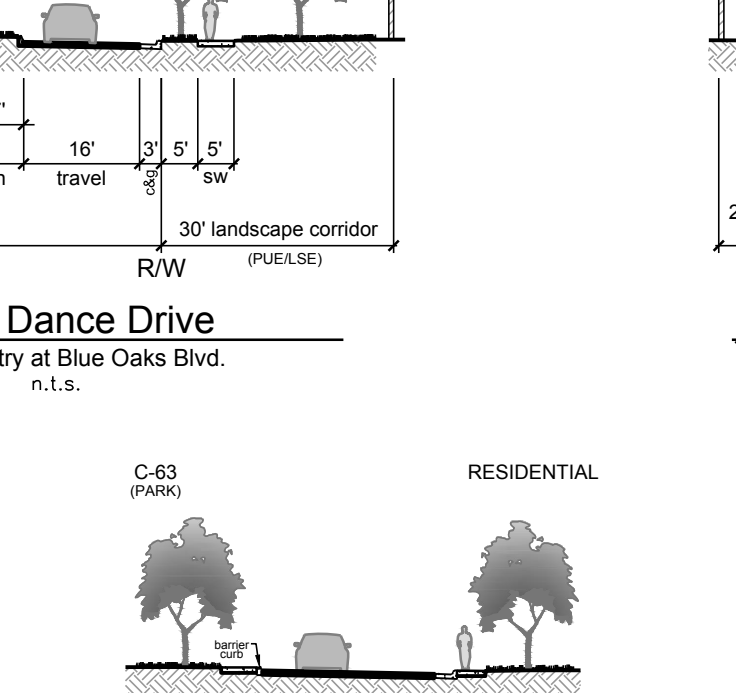 16'
3'
5'
5'
travel
c&g
sw
30' landscape corridor
R/W
(PUE/LSE)
Dance Drive
try at Blue Oaks Blvd.
n.t.s.
C-63
(PARK)
RESIDENTIAL
barrier
curb